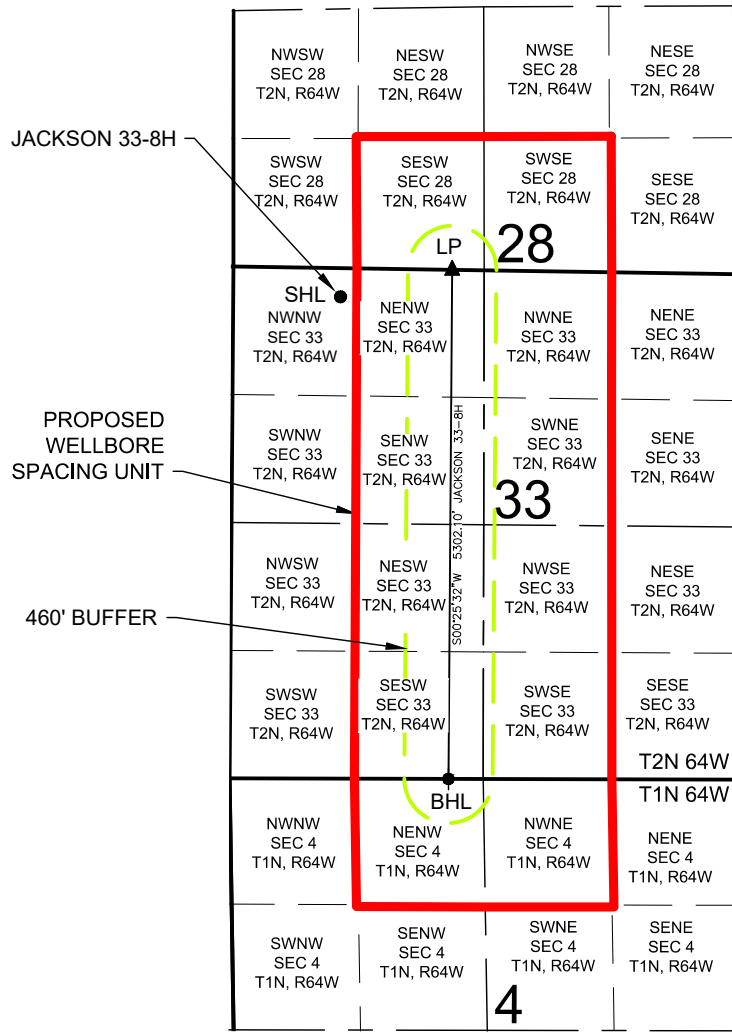 NWSW
SEC 28
T2N, R64W
NESW
SEC 28
T2N, R64W
NWSE
SEC 28
T2N, R64W
NESE
SEC 28
T2N, R64W
JACKSON 33-8H
SWSW
SEC 28
T2N, R64W
SESW
SEC 28
T2N, R64W
SWSE
SEC 28
T2N, R64W
SESE
SEC 28
T2N, R64W
28
LP
SHL
NWNW
SEC 33
T2N, R64W
NENW
SEC 33
T2N, R64W
NWNE
SEC 33
T2N, R64W
NENE
SEC 33
T2N, R64W
PROPOSED
WELLBORE
SPACING UNIT
SWNW
SEC 33
T2N, R64W
SENW
SEC 33
T2N, R64W
SWNE
SEC 33
T2N, R64W
SENE
SEC 33
T2N, R64W
33
S00°25'32"W 5302.10' JACKSON 33-8H
NWSW
SEC 33
T2N, R64W
NESW
SEC 33
T2N, R64W
NWSE
SEC 33
T2N, R64W
NESE
SEC 33
T2N, R64W
460' BUFFER
SWSW
SEC 33
T2N, R64W
SESW
SEC 33
T2N, R64W
SWSE
SEC 33
T2N, R64W
SESE
SEC 33
T2N, R64W
T2N 64W
T1N 64W
BHL
NWNW
SEC 4
T1N, R64W
NENW
SEC 4
T1N, R64W
NWNE
SEC 4
T1N, R64W
NENE
SEC 4
T1N, R64W
SWNW
SEC 4
T1N, R64W
SENW
SEC 4
T1N, R64W
SWNE
SEC 4
T1N, R64W
SENE
SEC 4
T1N, R64W
4